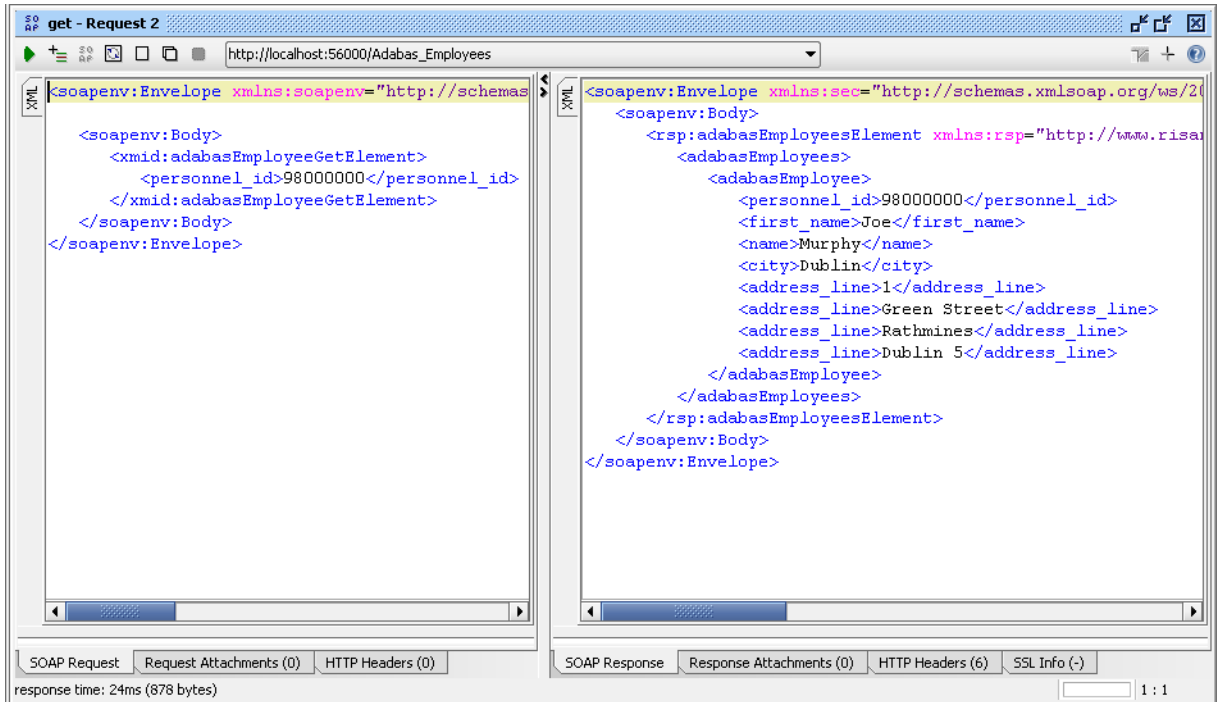 SO AP get - Request 2
SO AP http://localhost:56000/Adabas_Employees
XML
<soapenv:Envelope xmlns:soapenv="http://schemas
<soapenv:Body>
<xmid:adabasEmployeeGetElement>
<personnel_id>98000000</personnel_id>
</xmid:adabasEmployeeGetElement>
</soapenv:Body>
</soapenv:Envelope>
XML
<soapenv:Envelope xmlns:sec="http://schemas.xmlsoap.org/ws/20
<soapenv:Body>
<rsp:adabasEmployeesElement xmlns:rsp="http://www.risar
<adabasEmployees>
<adabasEmployee>
<personnel_id>98000000</personnel_id>
<first_name>Joe</first_name>
<name>Murphy</name>
<city>Dublin</city>
<address_line>1</address_line>
<address_line>Green Street</address_line>
<address_line>Rathmines</address_line>
<address_line>Dublin 5</address_line>
</adabasEmployee>
</adabasEmployees>
</rsp:adabasEmployeesElement>
</soapenv:Body>
</soapenv:Envelope>
SOAP Request Request Attachments (0) HTTP Headers (0)
SOAP Response Response Attachments (0) HTTP Headers (6) SSL Info (-)
response time: 24ms (878 bytes)
1 : 1